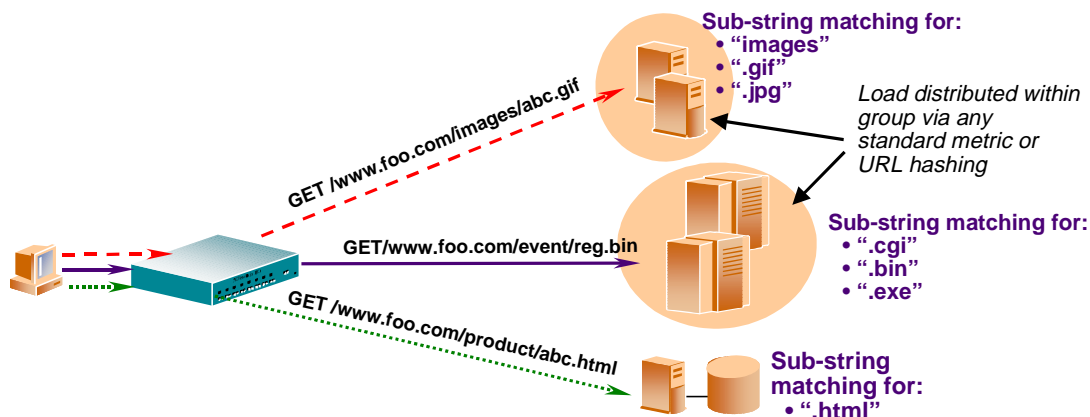 Sub-string matching for:
• “images”
• “.gif”
• “.jpg”
Load distributed within
group via any
standard metric or
URL hashing
GET /www.foo.com/images/abc.gif
GET/www.foo.com/event/reg.bin
Sub-string matching for:
• “.cgi”
• “.bin”
• “.exe”
GET /www.foo.com/product/abc.html
Sub-string
matching for:
• “.html”